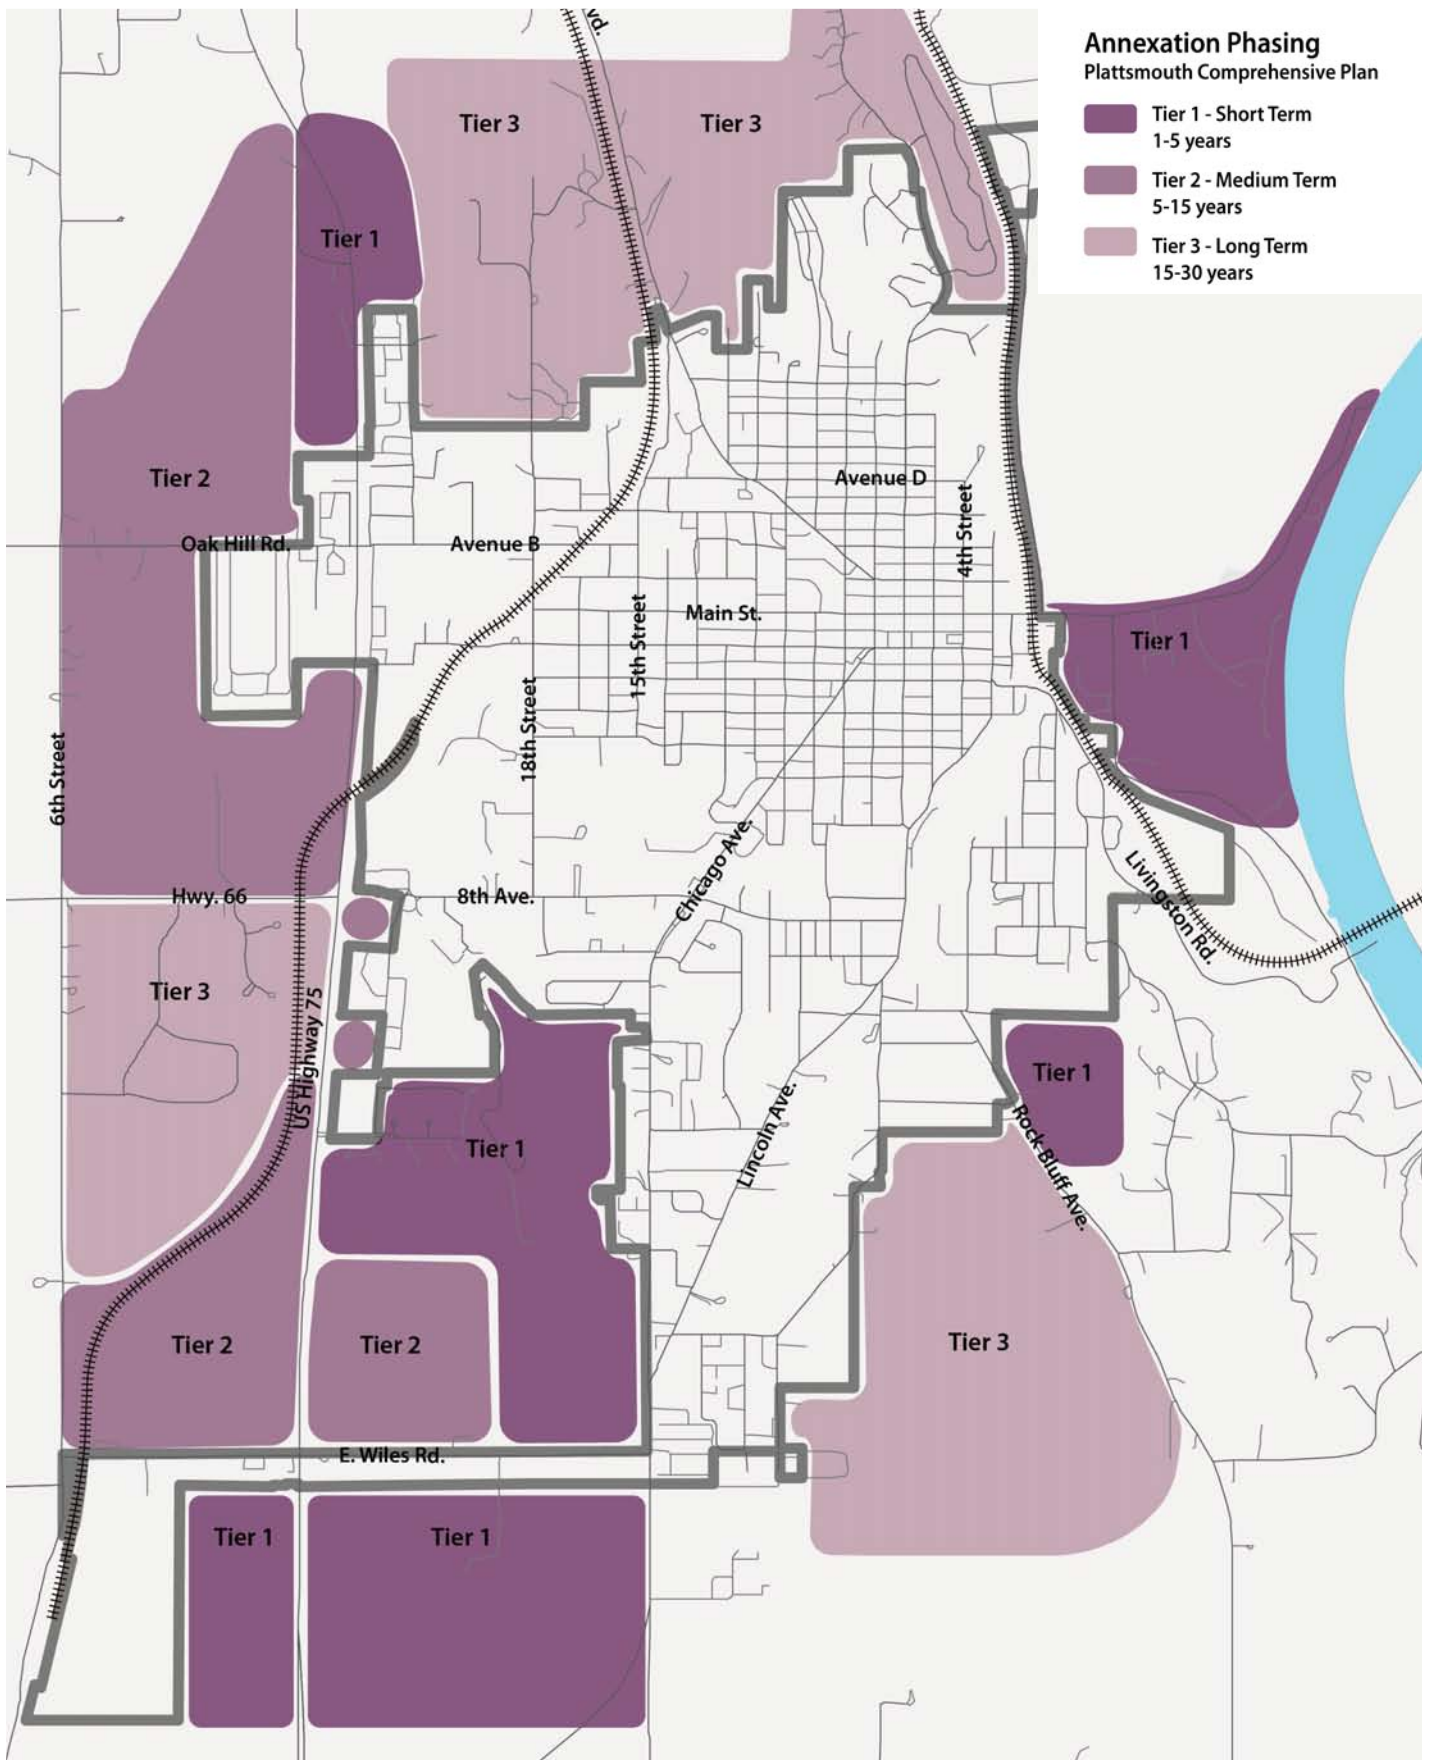 vd.
Annexation Phasing
Plattsmouth Comprehensive Plan
Tier 1 - Short Term
1-5 years
Tier 2 - Medium Term
5-15 years
Tier 3 - Long Term
15-30 years
Tier 3
Tier 3
Tier 1
Tier 2
Avenue D
4th Street
Oak Hill Rd.
Avenue B
Main St.
15th Street
Tier 1
18th Street
6th Street
Chicago Ave.
Livingston Rd.
Hwy. 66
8th Ave.
Tier 3
US Highway 75
Tier 1
Rock Bluff Ave.
Lincoln Ave.
Tier 1
Tier 2
Tier 2
Tier 3
E. Wiles Rd.
Tier 1
Tier 1